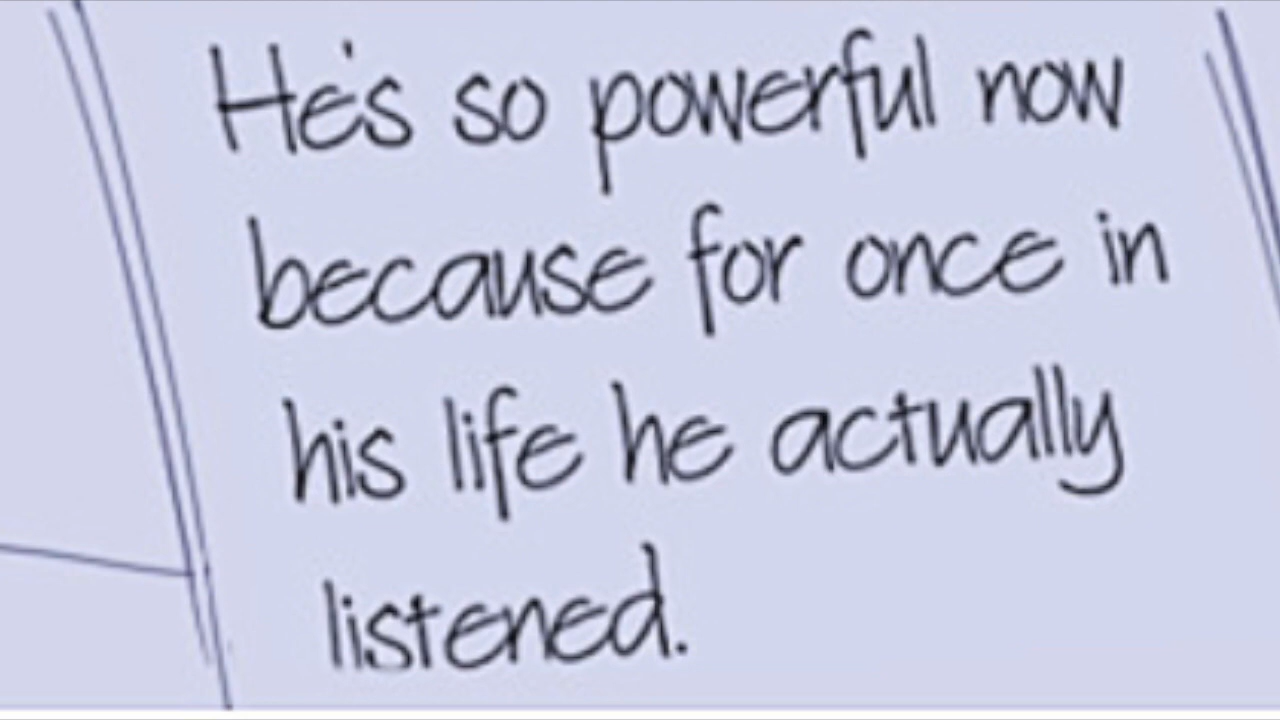 He's so powerful now
because for once in
his life he actually
listened.